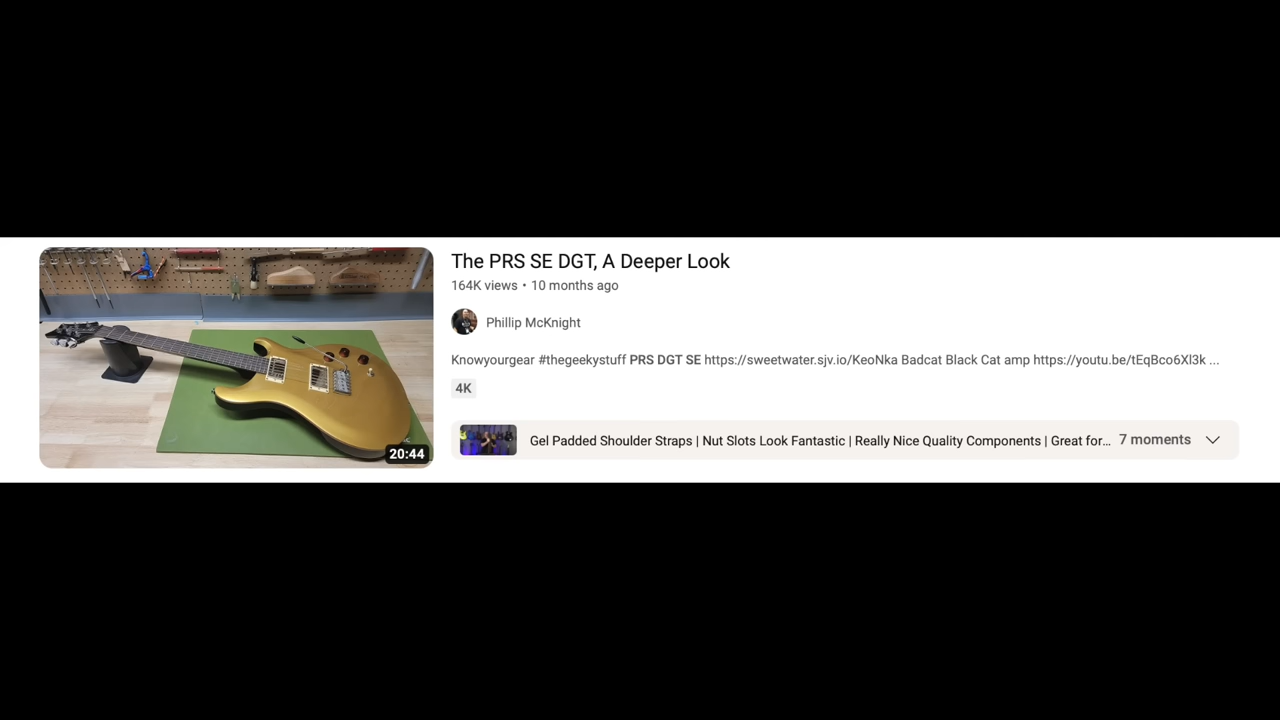 The PRS SE DGT, A Deeper Look
164K views • 10 months ago
Phillip McKnight
Knowyourgear #thegeekystuff PRS DGT SE https://sweetwater.sjv.io/KeoNka Badcat Black Cat amp https://youtu.be/tEqBco6Xl3k ...
4K
20:44
Gel Padded Shoulder Straps | Nut Slots Look Fantastic | Really Nice Quality Components | Great for... 7 moments